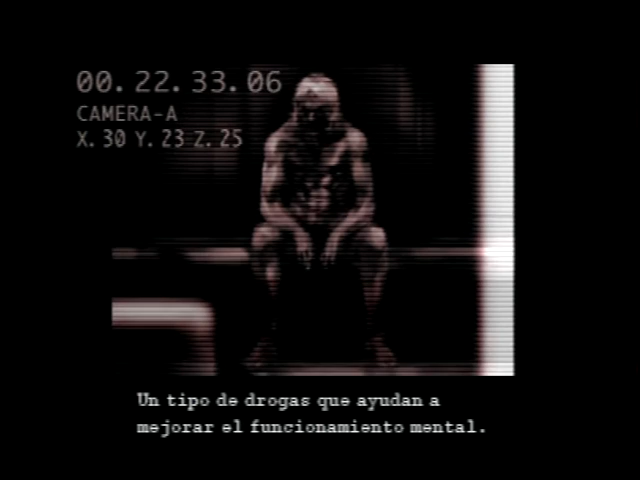 00.22.33.06
CAMERA-A
X.30 Y.23 Z.25
Un tipo de drogas que ayudan a
mejorar el funcionamiento mental.